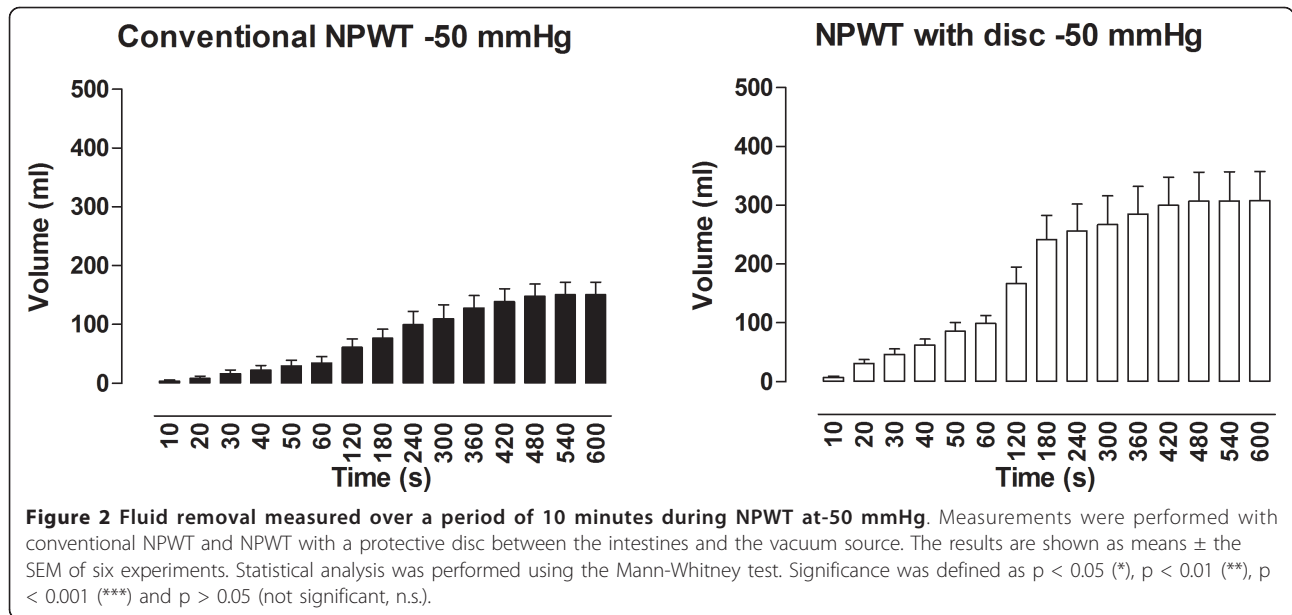 Conventional NPWT -50 mmHg
500
400
300
200
100
0
Volume (ml)
10 20 30 40 50 60 120 180 240 300 360 420 480 540 600
Time (s)
NPWT with disc -50 mmHg
500
400
300
200
100
0
Volume (ml)
10 20 30 40 50 60 120 180 240 300 360 420 480 540 600
Time (s)
Figure 2 Fluid removal measured over a period of 10 minutes during NPWT at-50 mmHg. Measurements were performed with
conventional NPWT and NPWT with a protective disc between the intestines and the vacuum source. The results are shown as means ± the
SEM of six experiments. Statistical analysis was performed using the Mann-Whitney test. Significance was defined as p < 0.05 (*), p < 0.01 (**), p
< 0.001 (***) and p > 0.05 (not significant, n.s.).